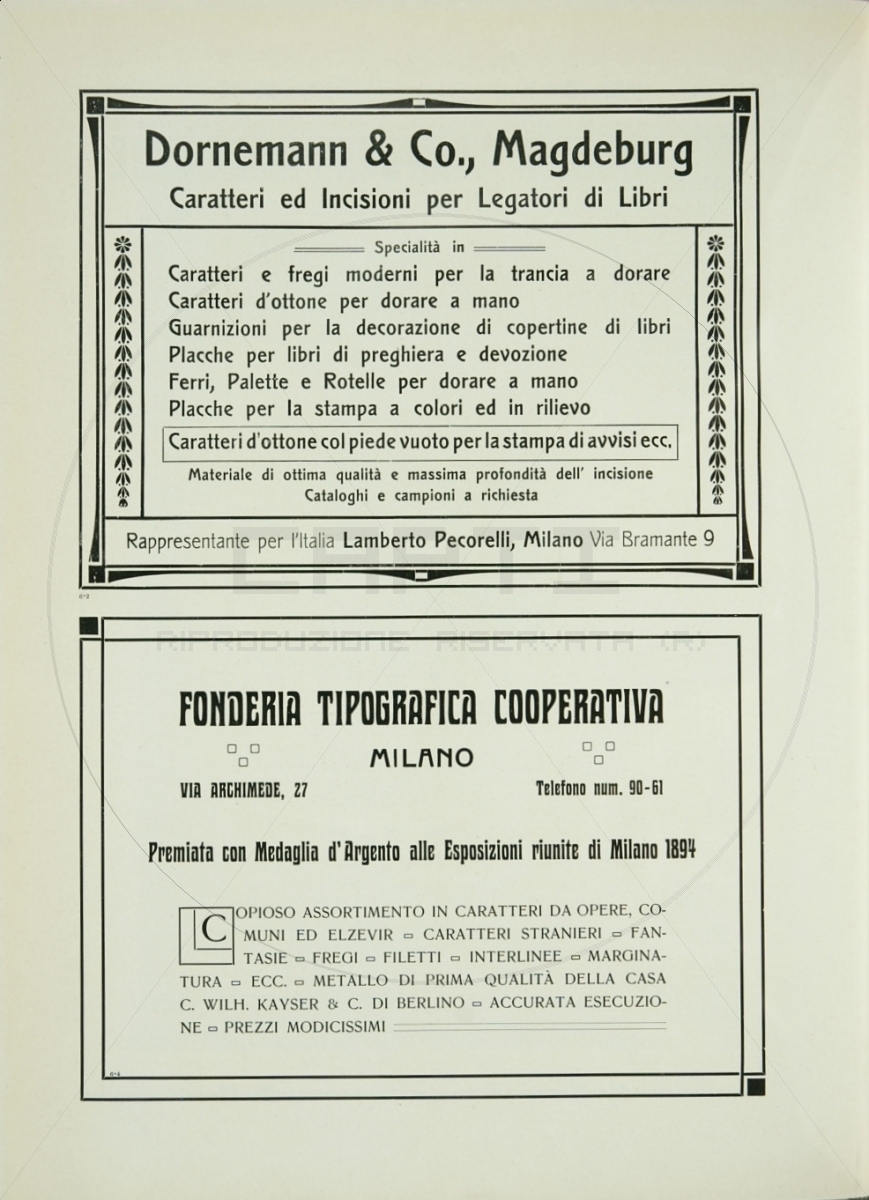 Dornemann & Co., Magdeburg
Caratteri ed Incisioni per Legatori di Libri
Specialità in
Caratteri e fregi moderni per la trancia a dorare
Caratteri d'ottone per dorare a mano
Guarnizioni per la decorazione di copertine di libri
Placche per libri di preghiera e devozione
Ferri, Palette e Rotelle per dorare a mano
Placche per la stampa a colori ed in rilievo
Caratteri d'ottone col piede vuoto per la stampa di avvisi ecc.
Materiale di ottima qualità e massima profondità dell' incisione
Cataloghi e campioni a richiesta
Rappresentante per l'Italia Lamberto Pecorelli, Milano Via Bramante 9
CAPTI
RIPRODUZIONE RISERVATA (R)
FONDERIA TIPOGRAFICA COOPERATIVA
MILANO
VIA ARCHIMEDE, 27 Telefono num. 90-61
Premiata con Medaglia d'Argento alle Esposizioni riunite di Milano 1894
COPIOSO ASSORTIMENTO IN CARATTERI DA OPERE, CO-
MUNI ED ELZEVIR ▭ CARATTERI STRANIERI ▭ FAN-
TASIE ▭ FREGI ▭ FILETTI ▭ INTERLINEE ▭ MARGINA-
TURA ▭ ECC. ▭ METALLO DI PRIMA QUALITÀ DELLA CASA
C. WILH. KAYSER & C. DI BERLINO ▭ ACCURATA ESECUZIO-
NE ▭ PREZZI MODICISSIMI